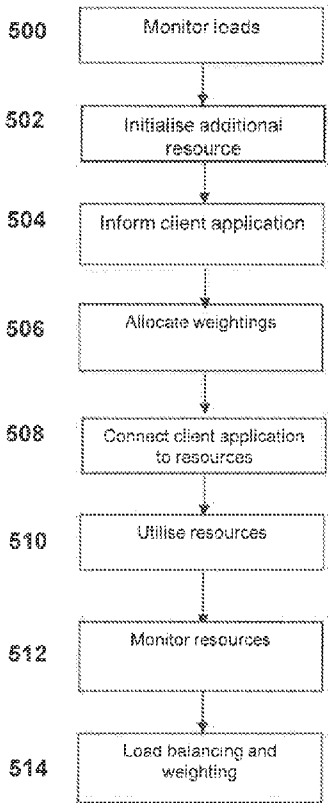 500
Monitor loads
502
Initialise additional
resource
504
Inform client application
506
Allocate weightings
508
Connect client application
to resources
510
Utilise resources
512
Monitor resources
514
Load balancing and
weighting